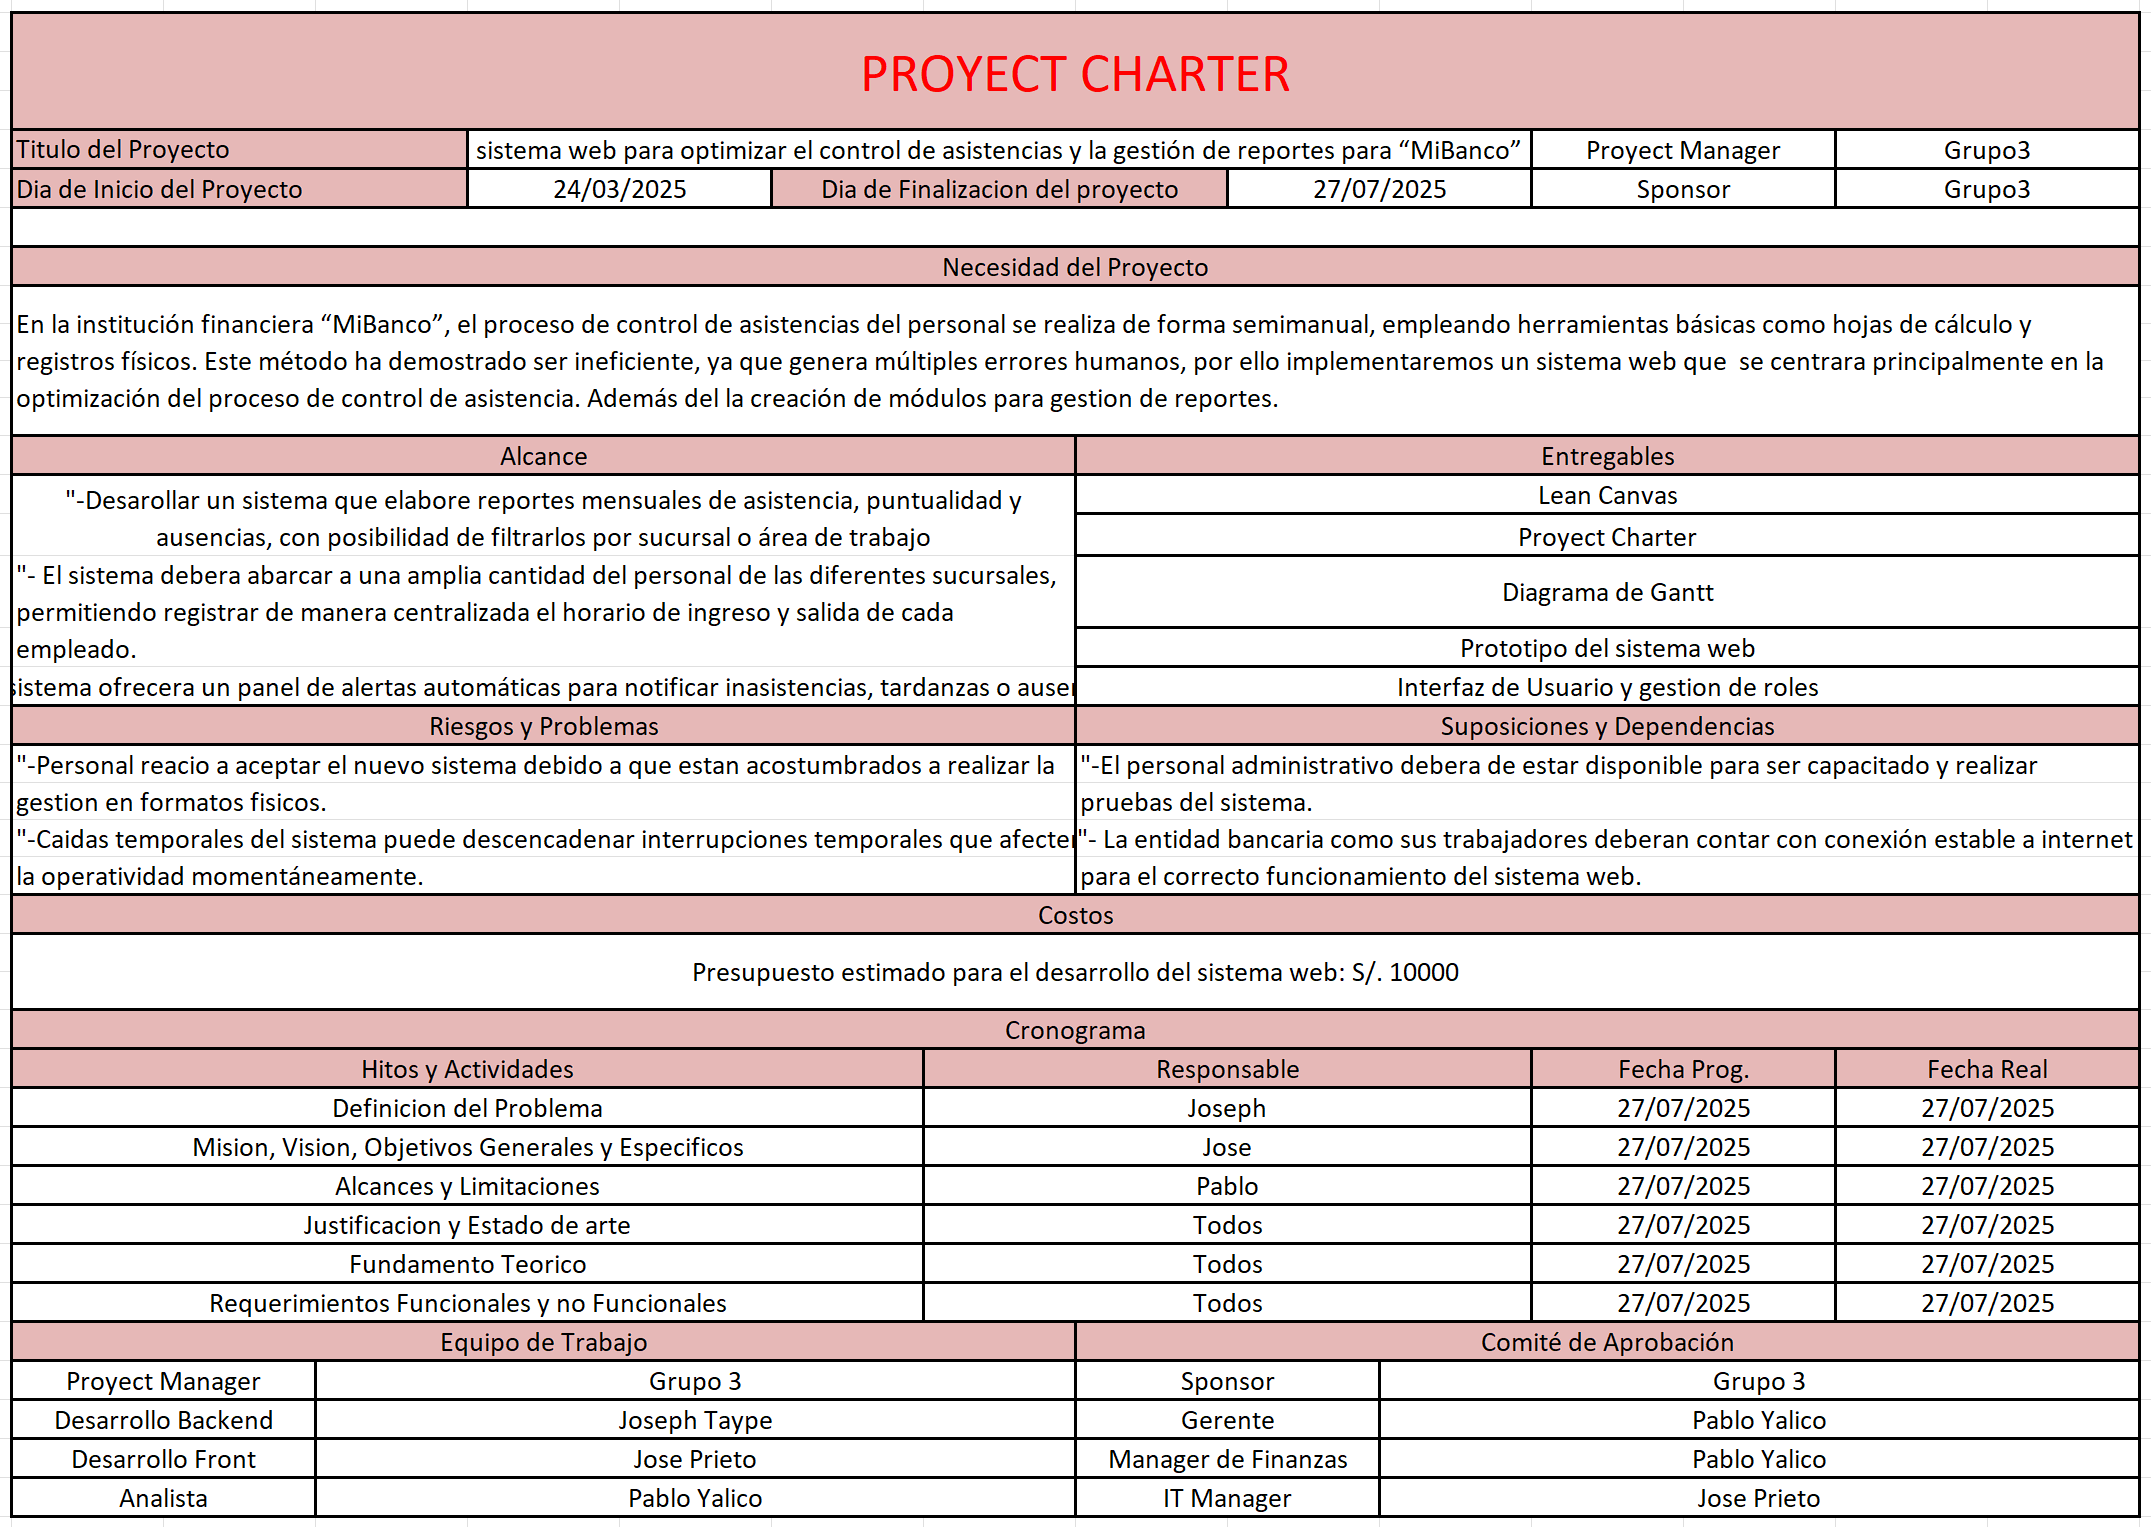 PROYECT CHARTER
Titulo del Proyecto
sistema web para optimizar el control de asistencias y la gestión de reportes para “MiBanco”
Proyect Manager
Grupo3
Dia de Inicio del Proyecto
24/03/2025
Dia de Finalizacion del proyecto
27/07/2025
Sponsor
Grupo3
Necesidad del Proyecto
En la institución financiera “MiBanco”, el proceso de control de asistencias del personal se realiza de forma semimanual, empleando herramientas básicas como hojas de cálculo y
registros físicos. Este método ha demostrado ser ineficiente, ya que genera múltiples errores humanos, por ello implementaremos un sistema web que  se centrara principalmente en la
optimización del proceso de control de asistencia. Además del la creación de módulos para gestion de reportes.
Alcance
"-Desarollar un sistema que elabore reportes mensuales de asistencia, puntualidad y
ausencias, con posibilidad de filtrarlos por sucursal o área de trabajo
"- El sistema debera abarcar a una amplia cantidad del personal de las diferentes sucursales,
permitiendo registrar de manera centralizada el horario de ingreso y salida de cada
empleado.
sistema ofrecera un panel de alertas automáticas para notificar inasistencias, tardanzas o
Entregables
Lean Canvas
Proyect Charter
Diagrama de Gantt
Prototipo del sistema web
Interfaz de Usuario y gestion de roles
Riesgos y Problemas
"-Personal reacio a aceptar el nuevo sistema debido a que estan acostumbrados a realizar la
gestion en formatos fisicos.
"-Caidas temporales del sistema puede descencadenar interrupciones temporales que afecten
la operatividad momentáneamente.
Suposiciones y Dependencias
"-El personal administrativo debera de estar disponible para ser capacitado y realizar
pruebas del sistema.
"- La entidad bancaria como sus trabajadores deberan contar con conexión estable a internet
para el correcto funcionamiento del sistema web.
Costos
Presupuesto estimado para el desarrollo del sistema web: S/. 10000
Cronograma
Hitos y Actividades
Responsable
Fecha Prog.
Fecha Real
Definicion del Problema
Joseph
27/07/2025
27/07/2025
Mision, Vision, Objetivos Generales y Especificos
Jose
27/07/2025
27/07/2025
Alcances y Limitaciones
Pablo
27/07/2025
27/07/2025
Justificacion y Estado de arte
Todos
27/07/2025
27/07/2025
Fundamento Teorico
Todos
27/07/2025
27/07/2025
Requerimientos Funcionales y no Funcionales
Todos
27/07/2025
27/07/2025
Equipo de Trabajo
Comité de Aprobación
Proyect Manager
Grupo 3
Sponsor
Grupo 3
Desarrollo Backend
Joseph Taype
Gerente
Pablo Yalico
Desarrollo Front
Jose Prieto
Manager de Finanzas
Pablo Yalico
Analista
Pablo Yalico
IT Manager
Jose Prieto